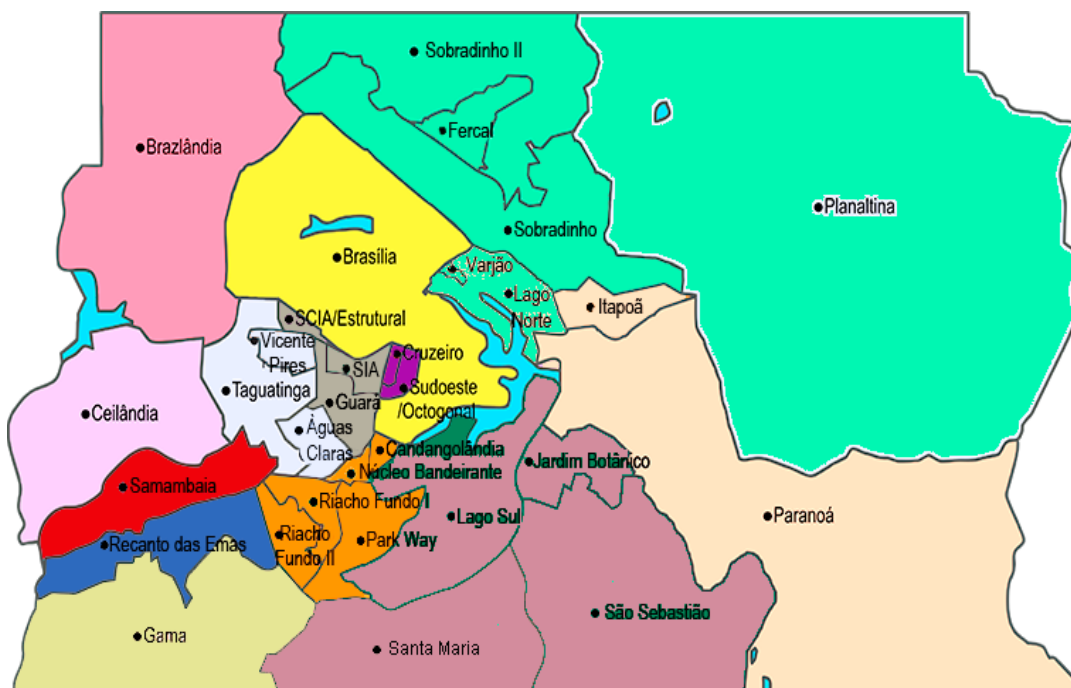 Sobradinho II
Fercal
Brazlândia
Planaltina
Sobradinho
Brasília
Varjão
Lago
Norte
Itapoã
SCIA/Estrutural
Vicente
Pires
Cruzeiro
SIA
Taguatinga
Sudoeste
/Octogonal
Guará
Ceilândia
Àguas
Claras
Candangolândia
Jardim Botânico
Núcleo Bandeirante
Samambaia
Riacho Fundo I
Lago Sul
Paranoá
Riacho
Fundo II
Park Way
Recanto das Emas
São Sebastião
Gama
Santa Maria